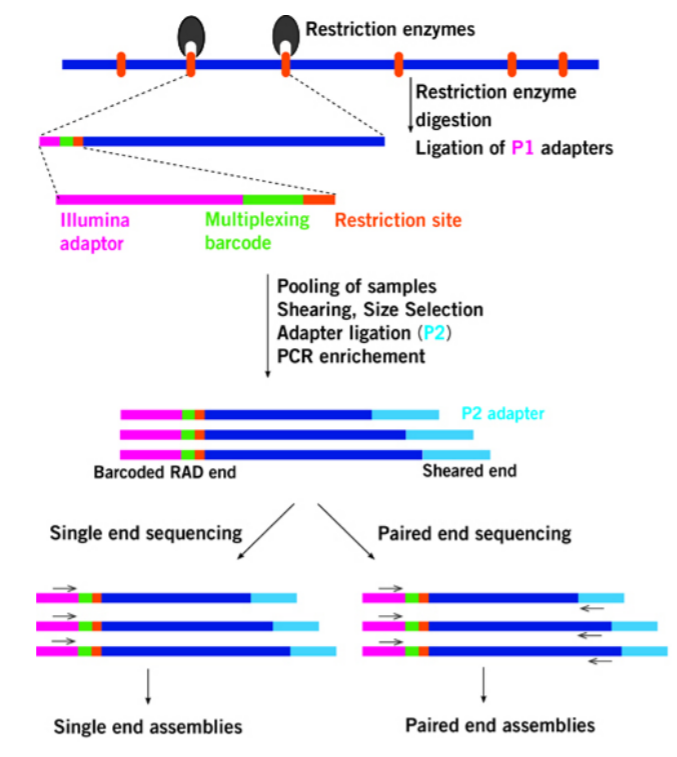 Restriction enzymes
Restriction enzyme
digestion
Ligation of P1 adapters
Illumina
adaptor
Multiplexing
barcode
Restriction site
Pooling of samples
Shearing, Size Selection
Adapter ligation (P2)
PCR enrichement
P2 adapter
Barcoded RAD end
Sheared end
Single end sequencing
Paired end sequencing
Single end assemblies
Paired end assemblies